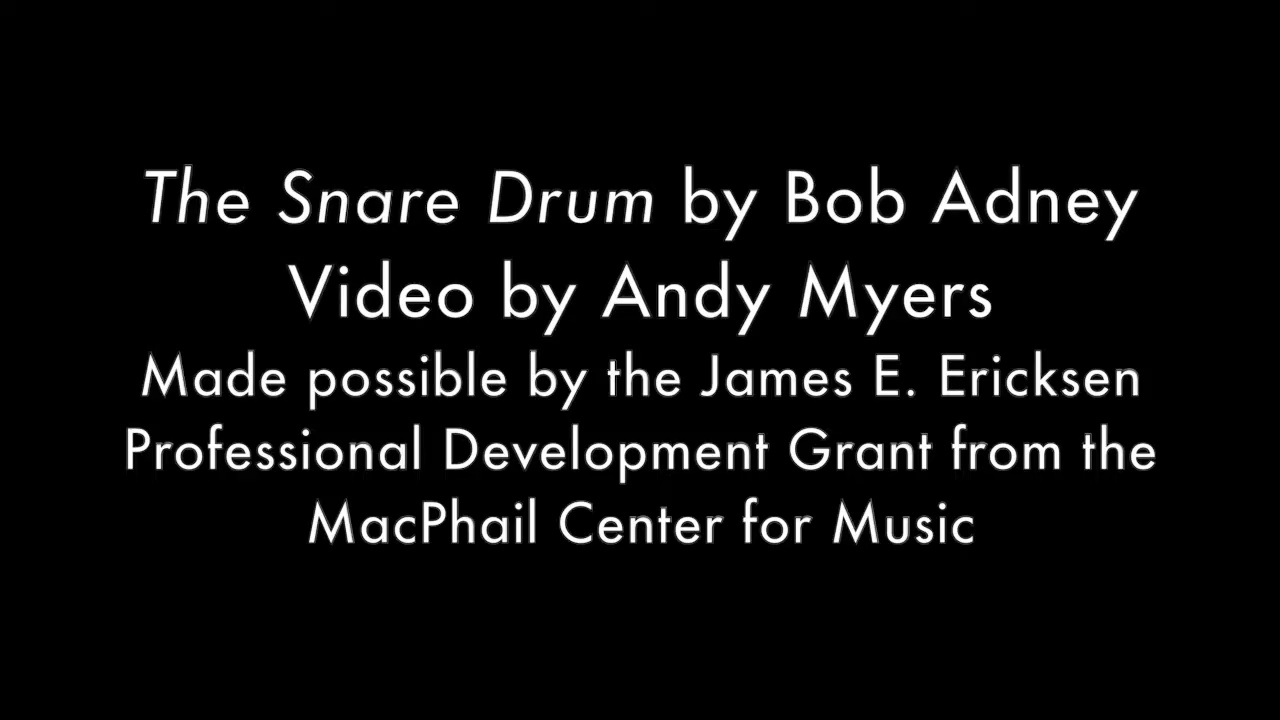 The Snare Drum by Bob Adney
Video by Andy Myers
Made possible by the James E. Ericksen
Professional Development Grant from the
MacPhail Center for Music